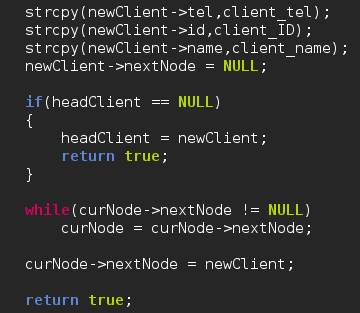 strcpy(newClient->tel,client_tel);
strcpy(newClient->id,client_ID);
strcpy(newClient->name,client_name);
newClient->nextNode = NULL;
if(headClient == NULL)
{
headClient = newClient;
return true;
}
while(curNode->nextNode != NULL)
curNode = curNode->nextNode;
curNode->nextNode = newClient;
return true;